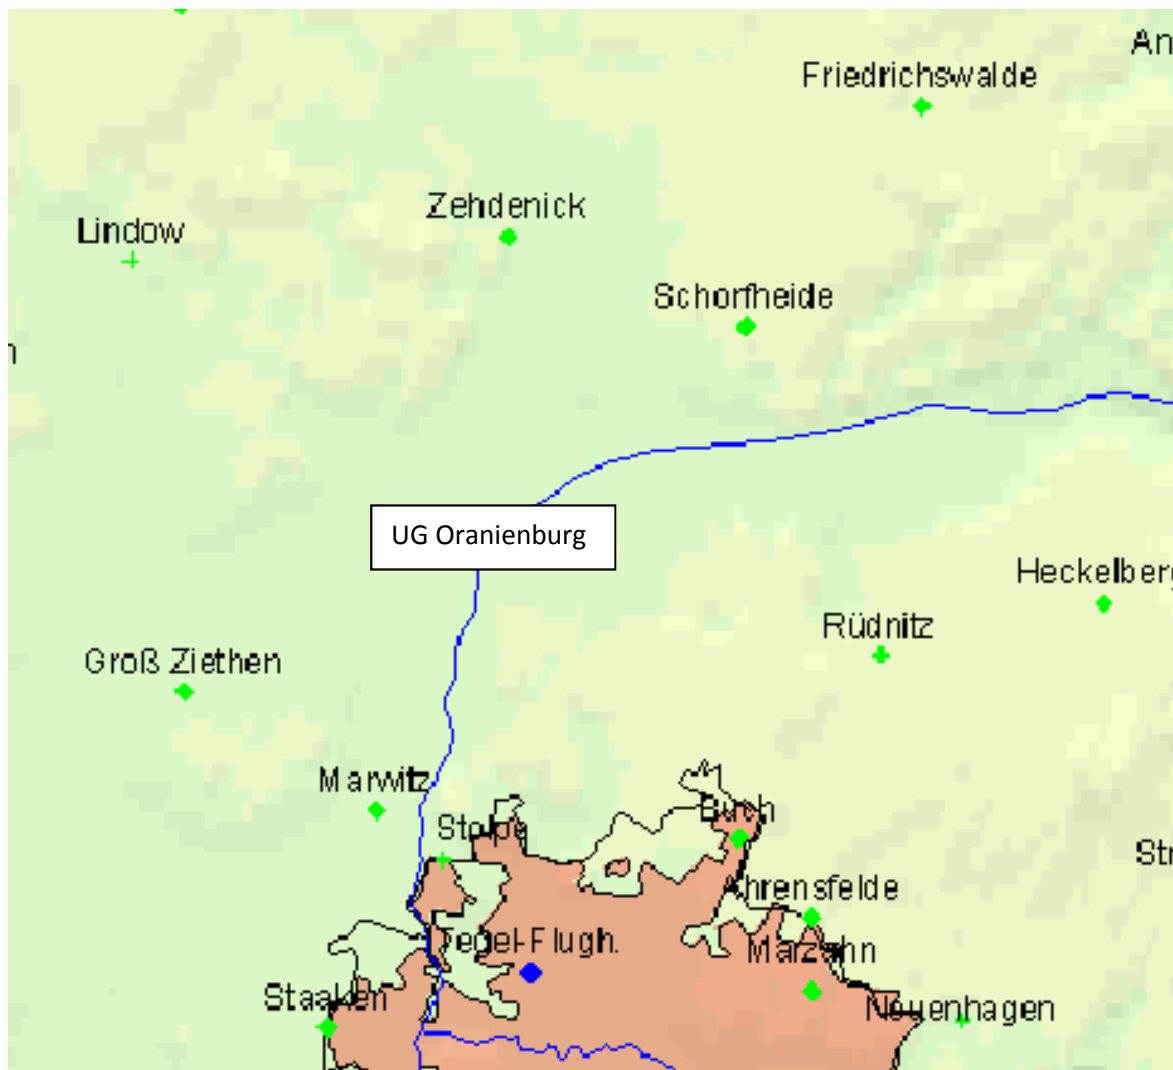 An
Friedrichswalde
Zehdenick
Lindow
Schorfheide
n
UG Oranienburg
Heckelberg
Rüdnitz
Groß Ziethen
Marwitz
Stolpe
Buch
Str
Ahrensfelde
Tegel-Flugh.
Marzahn
Staaken
Neuenhagen